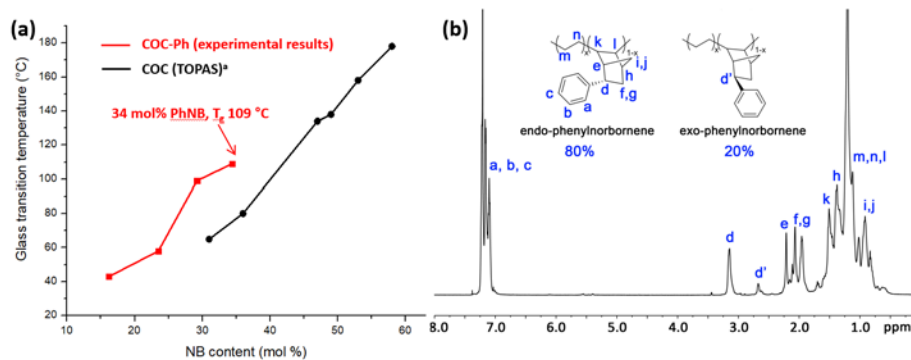 (a)
COC-Ph (experimental results)
COC (TOPAS)a
34 mol% PhNB, Tg 109 °C
Glass transition temperature (°C)
180
160
140
120
100
80
60
40
20
10 20 30 40 50 60
NB content (mol %)
(b)
n k l
m x 1-x
e i,j
h
c d f,g
b a
endo-phenylnorbornene
80%
x 1-x
d'
exo-phenylnorbornene
20%
a, b, c
d
d'
e
f,g
k
h
m,n,l
i,j
8.0 7.0 6.0 5.0 4.0 3.0 2.0 1.0